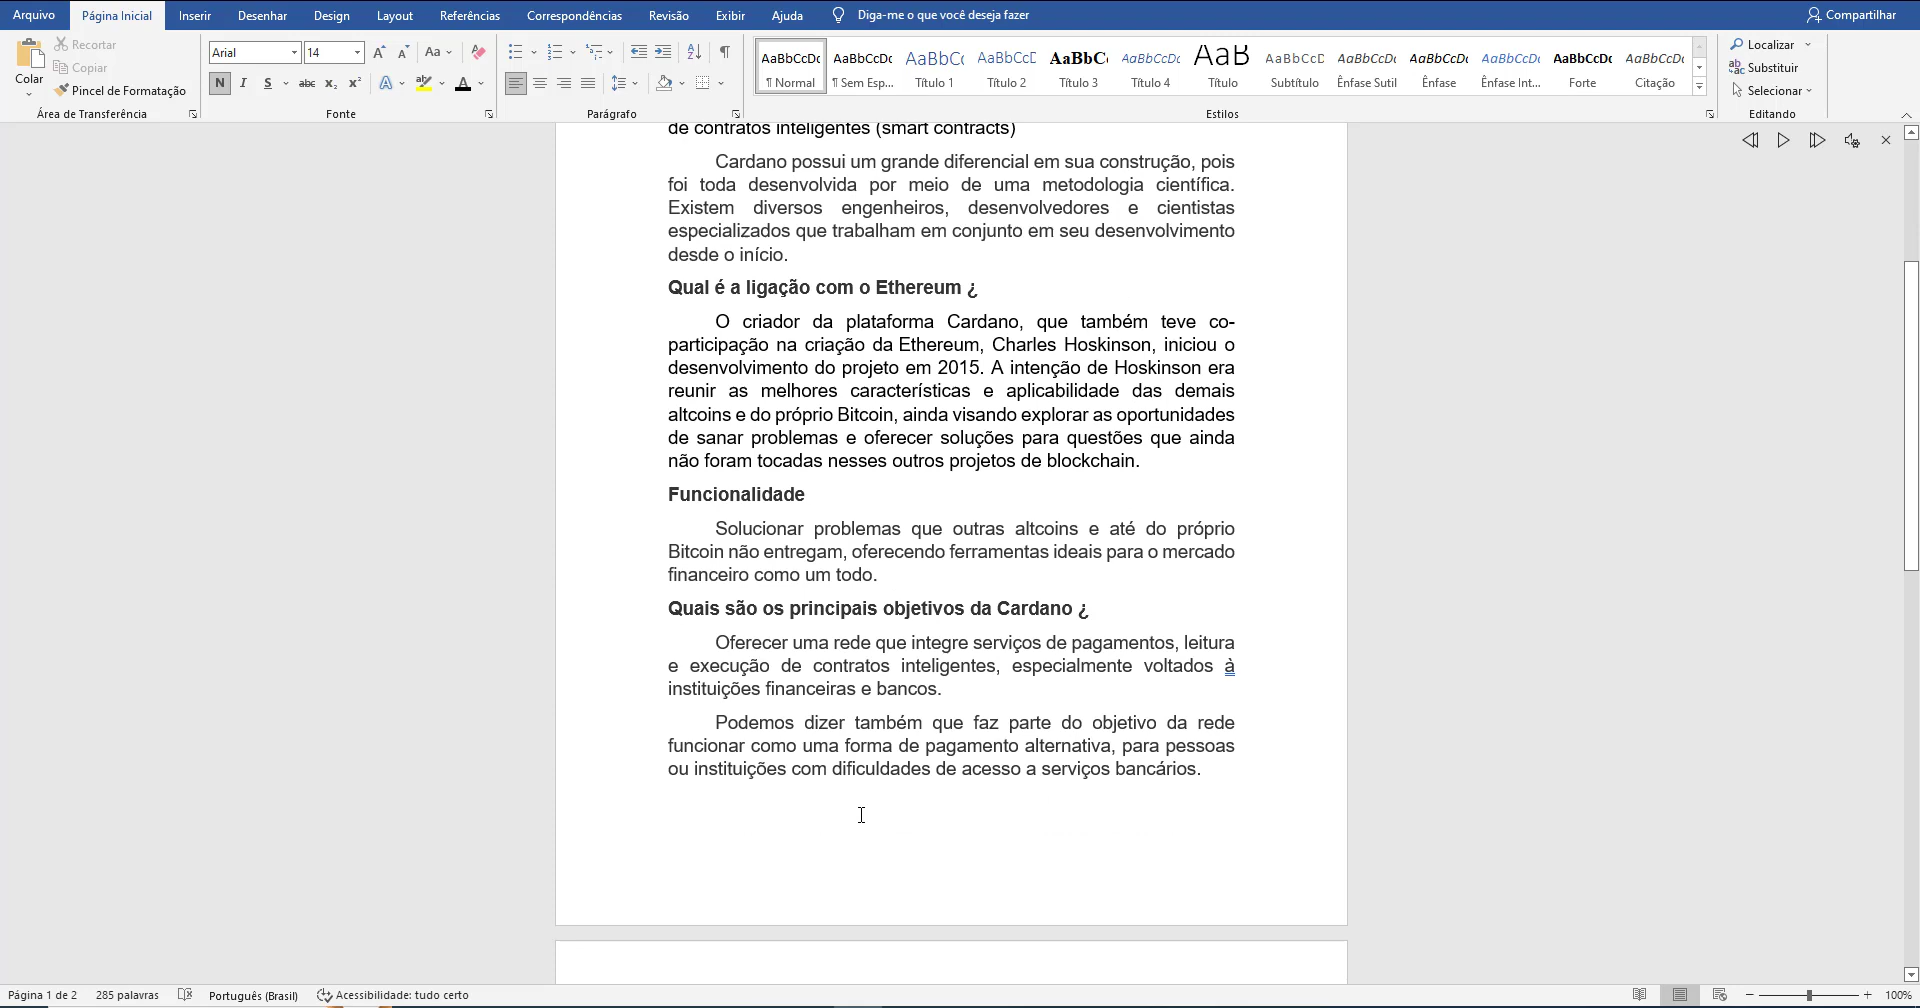 Arquivo Página Inicial Inserir Desenhar Design Layout Referências Correspondências Revisão Exibir Ajuda Diga-me o que você deseja fazer Compartilhar
Colar
Recortar
Copiar
Pincel de Formatação
Área de Transferência
Arial 14
Aa
N I S abc x₂ x² A A
Fonte
Parágrafo
AaBbCcDc AaBbCcDc AaBbC( AaBbCcE AaBbC( AaBbCcDc AaB AaBbCcD AaBbCcDc AaBbCcDc AaBbCcDc AaBbCcDc AaBbCcDc
¶ Normal ¶ Sem Esp... Título 1 Título 2 Título 3 Título 4 Título Subtítulo Ênfase Sutil Ênfase Ênfase Int... Forte Citação
Estilos
Localizar
Substituir
Selecionar
Editando
de contratos inteligentes (smart contracts)
Cardano possui um grande diferencial em sua construção, pois
foi toda desenvolvida por meio de uma metodologia científica.
Existem diversos engenheiros, desenvolvedores e cientistas
especializados que trabalham em conjunto em seu desenvolvimento
desde o início.
Qual é a ligação com o Ethereum ¿
O criador da plataforma Cardano, que também teve co-
participação na criação da Ethereum, Charles Hoskinson, iniciou o
desenvolvimento do projeto em 2015. A intenção de Hoskinson era
reunir as melhores características e aplicabilidade das demais
altcoins e do próprio Bitcoin, ainda visando explorar as oportunidades
de sanar problemas e oferecer soluções para questões que ainda
não foram tocadas nesses outros projetos de blockchain.
Funcionalidade
Solucionar problemas que outras altcoins e até do próprio
Bitcoin não entregam, oferecendo ferramentas ideais para o mercado
financeiro como um todo.
Quais são os principais objetivos da Cardano ¿
Oferecer uma rede que integre serviços de pagamentos, leitura
e execução de contratos inteligentes, especialmente voltados à
instituições financeiras e bancos.
Podemos dizer também que faz parte do objetivo da rede
funcionar como uma forma de pagamento alternativa, para pessoas
ou instituições com dificuldades de acesso a serviços bancários.
Página 1 de 2 285 palavras Português (Brasil) Acessibilidade: tudo certo 100%